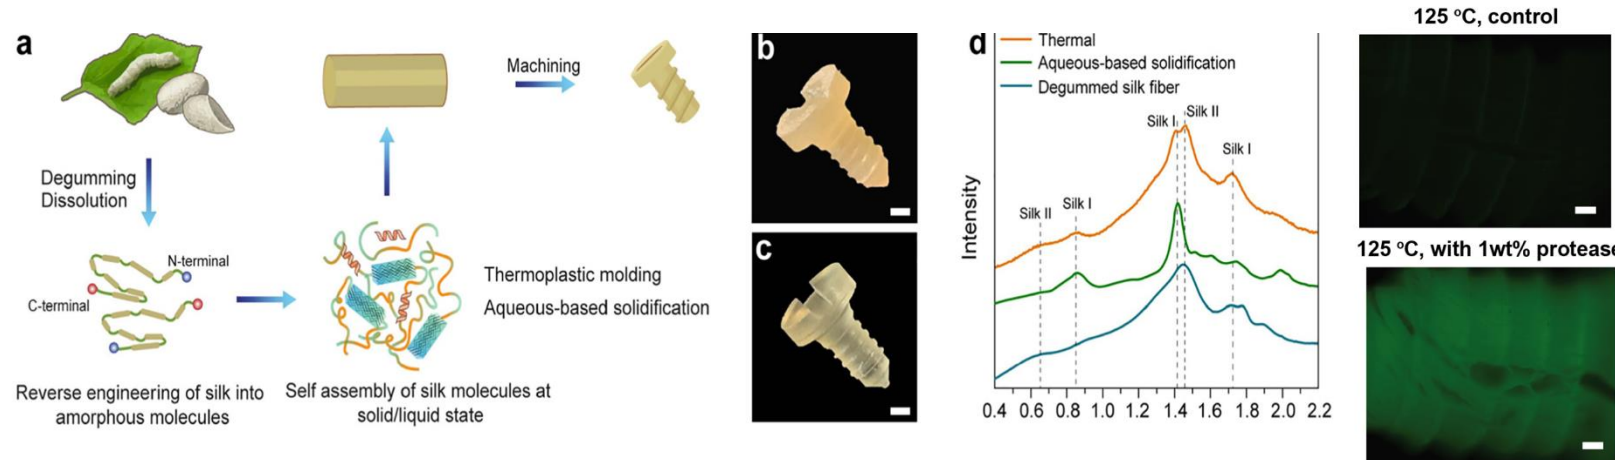 a
Degumming
Dissolution
N-terminal
C-terminal
Reverse engineering of silk into
amorphous molecules
Machining
Thermoplastic molding
Aqueous-based solidification
Self assembly of silk molecules at
solid/liquid state
b
c
d
Thermal
Aqueous-based solidification
Degummed silk fiber
Silk I
Silk II
Silk I
Silk II
Silk I
Intensity
0.4 0.6 0.8 1.0 1.2 1.4 1.6 1.8 2.0 2.2
125 ºC, control
125 ºC, with 1wt% protease